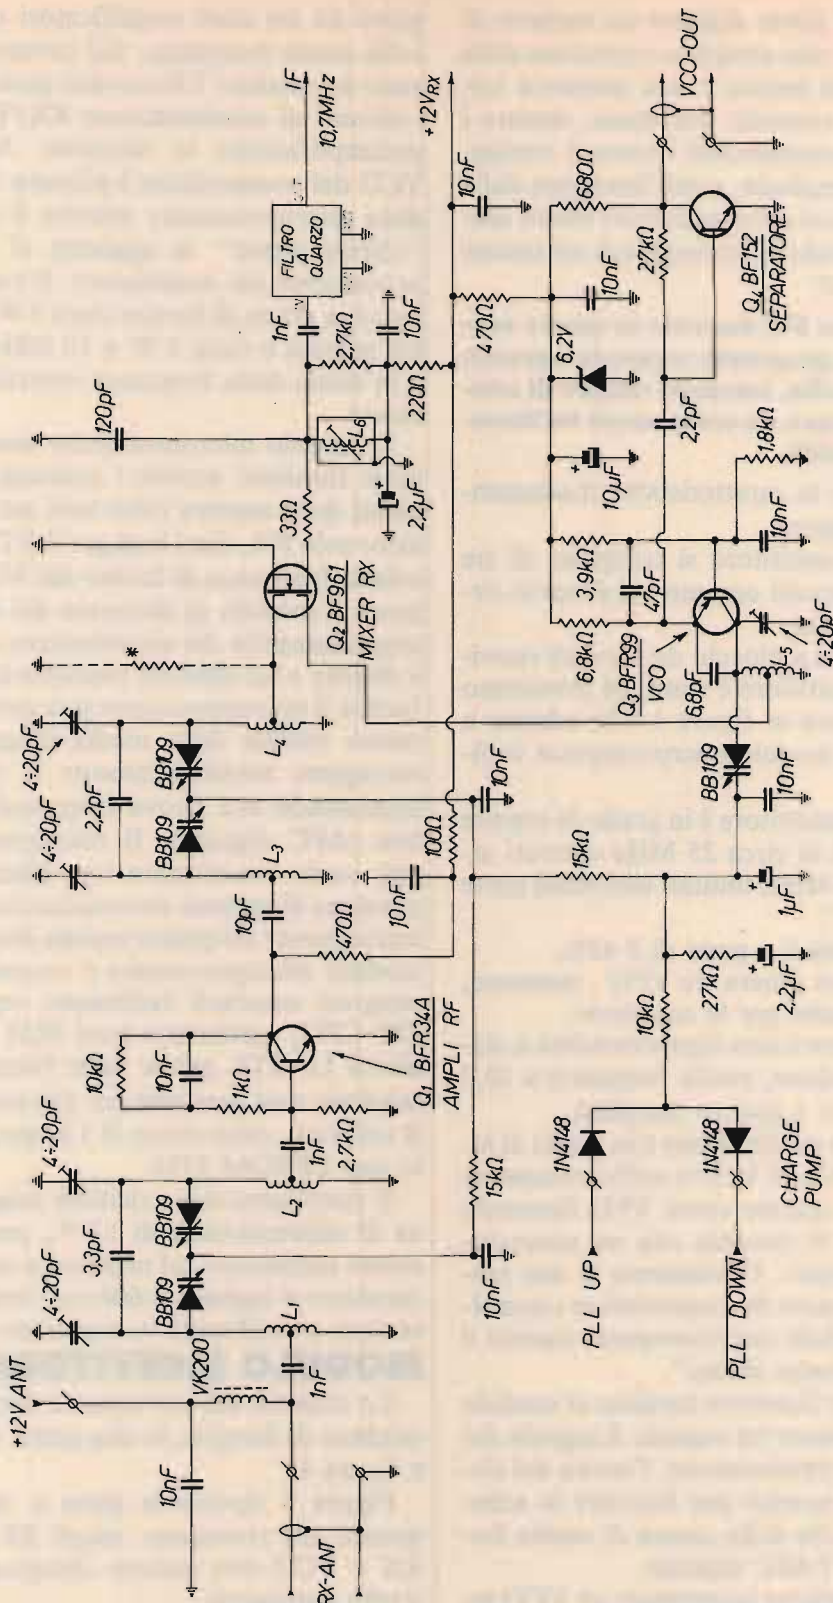 +12V ANT
10nF
VK200
RX-ANT
1nF
L1
4÷20pF
4÷20pF
3,3pF
BB109
BB109
L2
1nF
10kΩ
10nF
1kΩ
2,7kΩ
Q1 BFR34A
AMPLI RF
10pF
470Ω
L3
4÷20pF
4÷20pF
2,2pF
BB109
BB109
L4
*
Q2 BF961
MIXER RX
33Ω
120pF
L6
2,2µF
+
2,7kΩ
1nF
FILTRO
A
QUARZO
IF
10,7MHz
10nF
220Ω
10nF
100Ω
10nF
+12VRX
10nF
15kΩ
10nF
15kΩ
470Ω
PLL UP
PLL DOWN
1N4148
1N4148
CHARGE
PUMP
10kΩ
27kΩ
+
2,2µF
+
1µF
10nF
BB109
6,8pF
L5
4÷20pF
Q3 BFR99
VCO
6,8kΩ
3,9kΩ
47pF
10nF
1,8kΩ
+
10µF
6,2V
10nF
680Ω
27kΩ
2,2pF
Q4 BF152
SEPARATORE
VCO-OUT